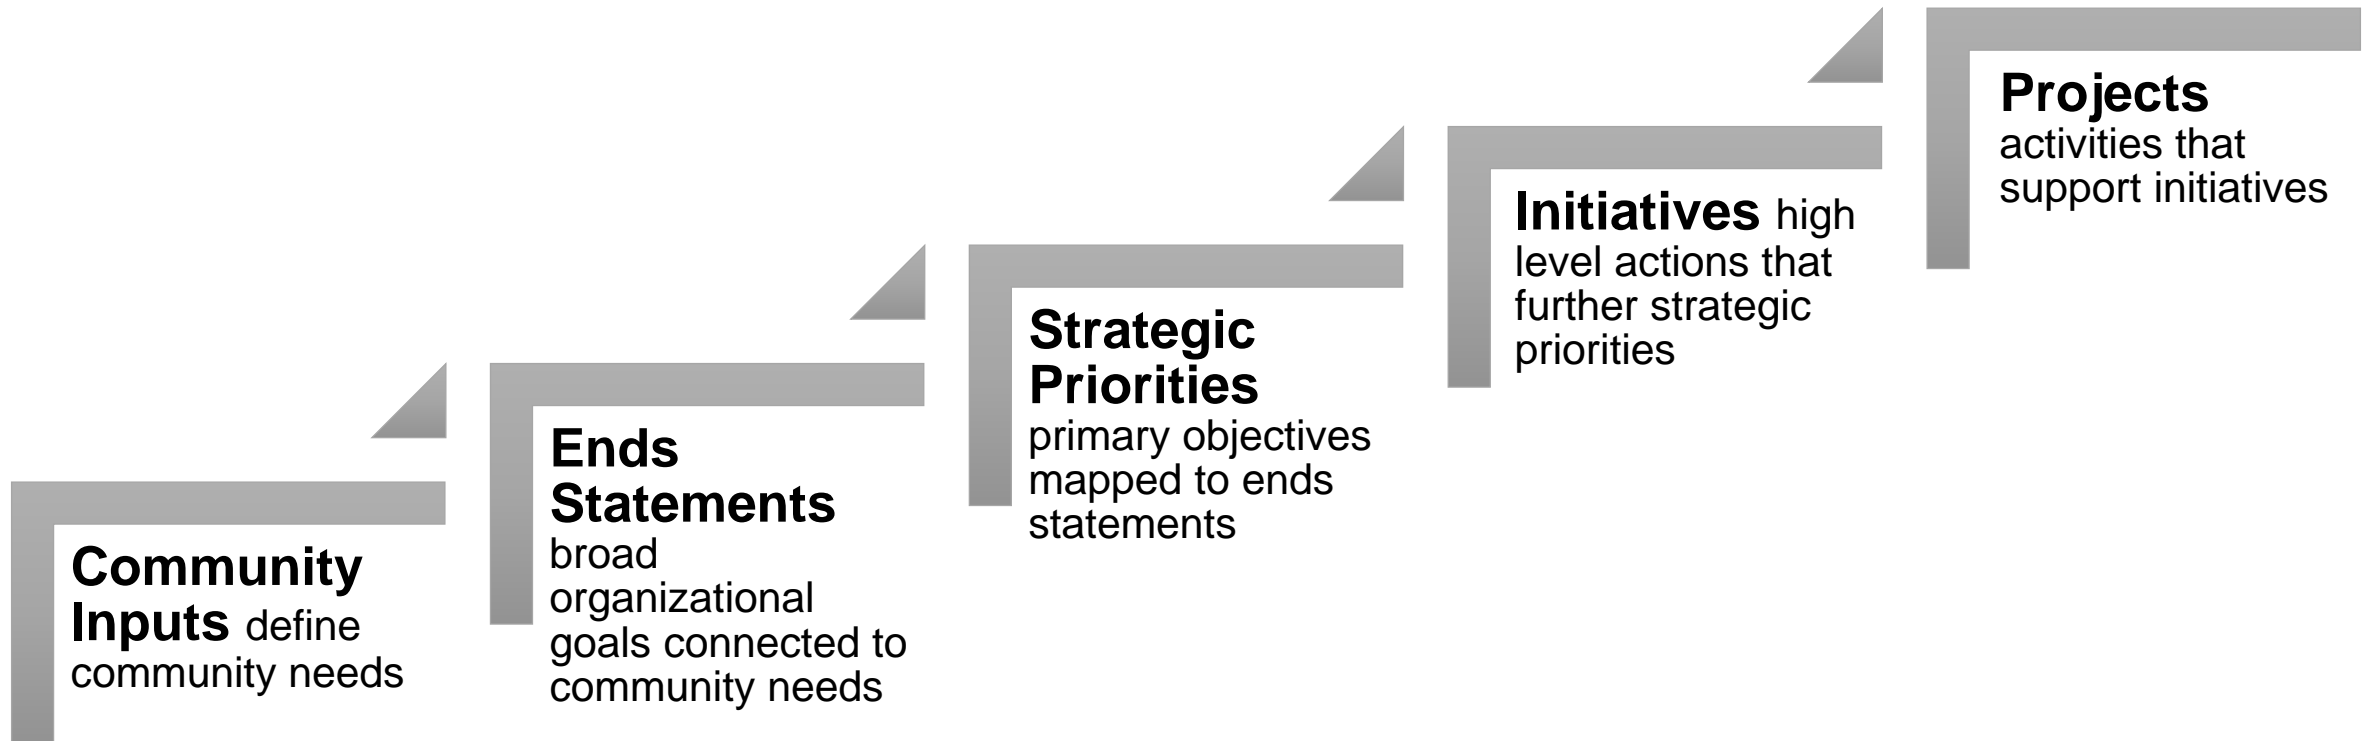 Community
Inputs define
community needs
Ends
Statements
broad
organizational
goals connected to
community needs
Strategic
Priorities
primary objectives
mapped to ends
statements
Initiatives high
level actions that
further strategic
priorities
Projects
activities that
support initiatives